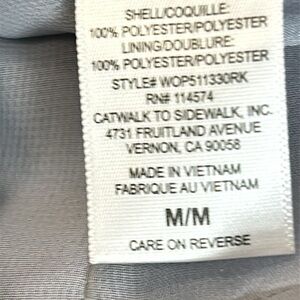 SHELL/COQUILLE:
100% POLYESTER/POLYESTER
LINING/DOUBLURE:
100% POLYESTER/POLYESTER
STYLE# WOP511330RK
RN# 114574
CATWALK TO SIDEWALK, INC.
4731 FRUITLAND AVENUE
VERNON, CA 90058
MADE IN VIETNAM
FABRIQUE AU VIETNAM
M/M
CARE ON REVERSE